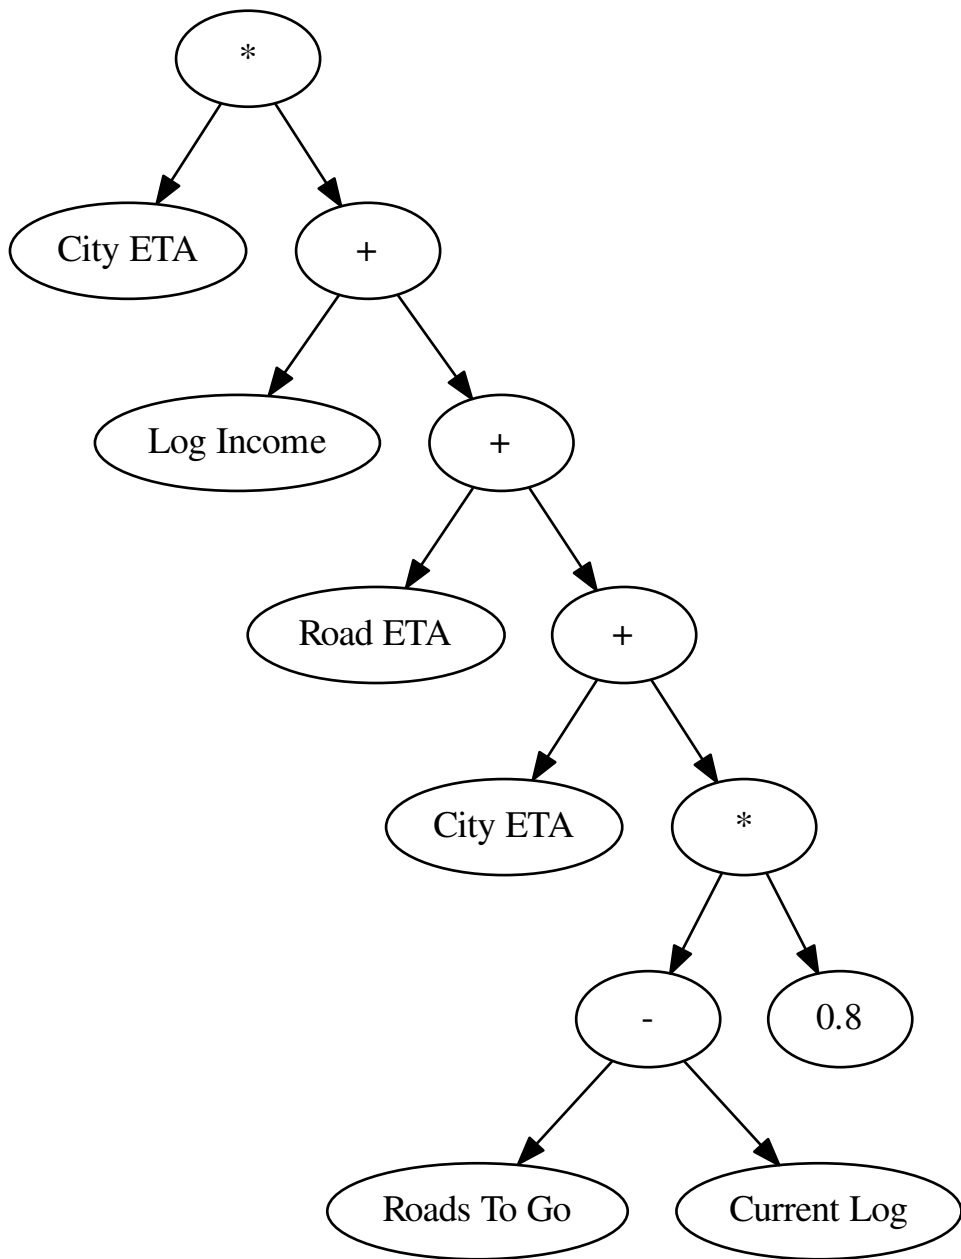 *
City ETA
+
Log Income
+
Road ETA
+
City ETA
*
-
0.8
Roads To Go
Current Log